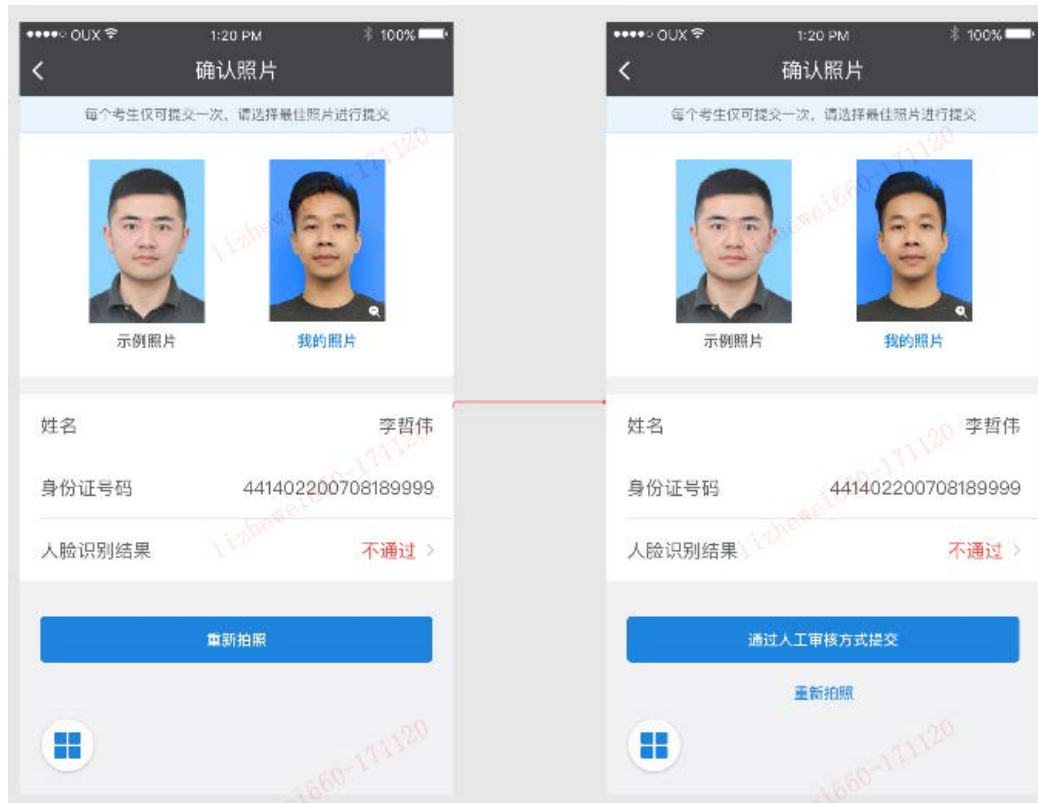 OUX 1:20 PM 100%
确认照片
每个考生仅可提交一次，请选择最佳照片进行提交
示例照片 我的照片
姓名 李哲伟
身份证号码 441402200708189999
人脸识别结果 不通过
重新拍照
lizhewei660-171120
OUX 1:20 PM 100%
确认照片
每个考生仅可提交一次，请选择最佳照片进行提交
示例照片 我的照片
姓名 李哲伟
身份证号码 441402200708189999
人脸识别结果 不通过
通过人工审核方式提交
重新拍照
lizhewei660-171120